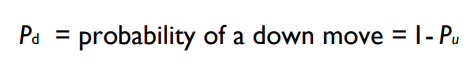 Pd = probability of a down move = 1 - Pu